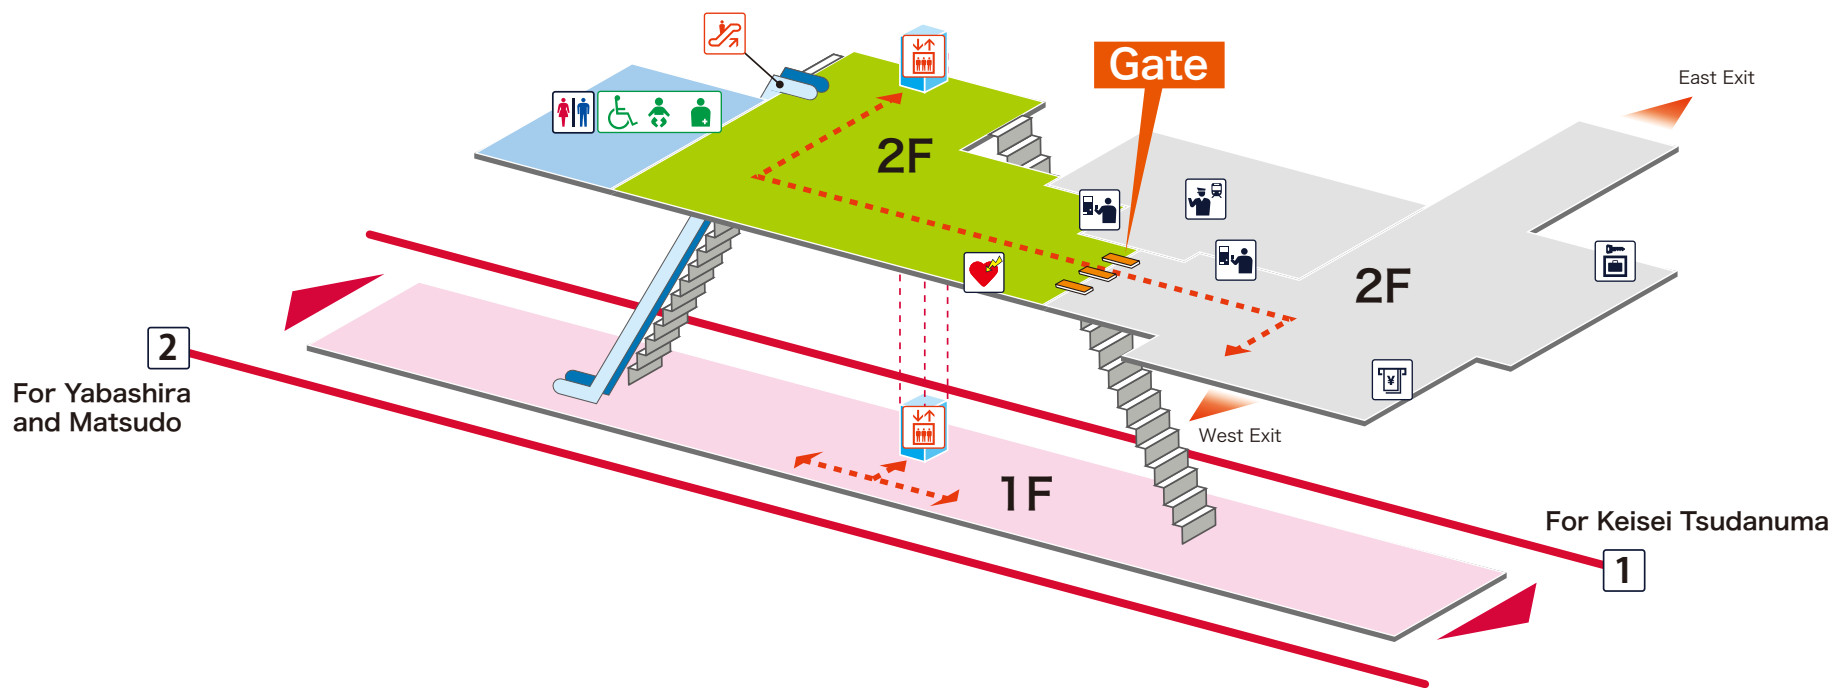 Gate
East Exit
2F
2F
¥
2
For Yabashira
and Matsudo
West Exit
1F
For Keisei Tsudanuma
1